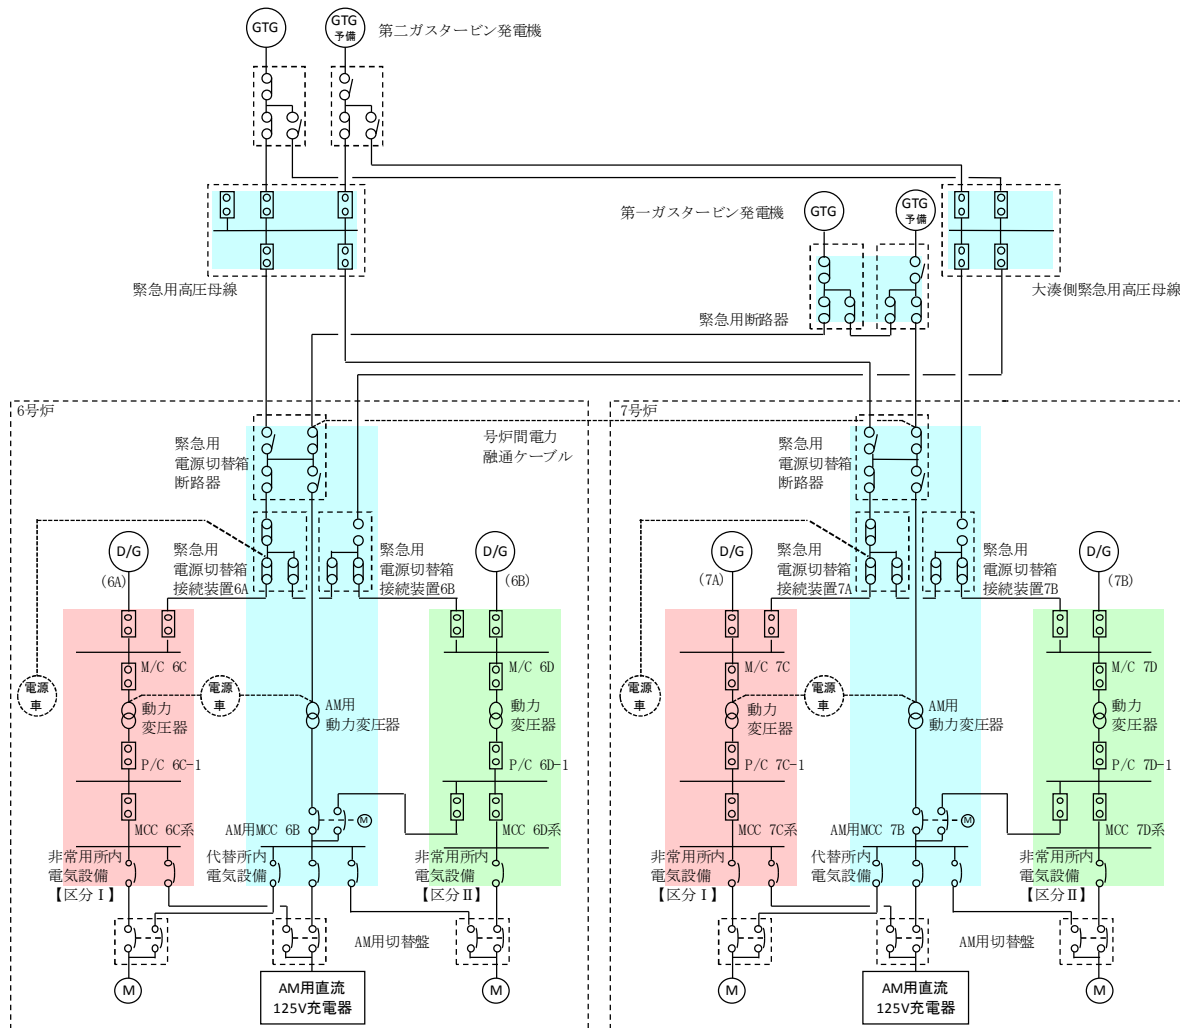 GTG
GTG
予備
第二ガスタービン発電機
第一ガスタービン発電機
GTG
GTG
予備
緊急用高圧母線
大湊側緊急用高圧母線
緊急用断路器
6号炉
緊急用
電源切替箱
断路器
号炉間電力
融通ケーブル
D/G
(6A)
緊急用
電源切替箱
接続装置6A
緊急用
電源切替箱
接続装置6B
D/G
(6B)
M/C 6C
M/C 6D
電源
車
電源
車
動力
変圧器
AM用
動力変圧器
動力
変圧器
P/C 6C-1
P/C 6D-1
MCC 6C系
AM用MCC 6B
M
MCC 6D系
非常用所内
電気設備
【区分Ⅰ】
代替所内
電気設備
非常用所内
電気設備
【区分Ⅱ】
AM用切替盤
M
AM用直流
125V充電器
M
7号炉
緊急用
電源切替箱
断路器
D/G
(7A)
緊急用
電源切替箱
接続装置7A
緊急用
電源切替箱
接続装置7B
D/G
(7B)
M/C 7C
M/C 7D
電源
車
電源
車
動力
変圧器
AM用
動力変圧器
動力
変圧器
P/C 7C-1
P/C 7D-1
MCC 7C系
AM用MCC 7B
M
MCC 7D系
非常用所内
電気設備
【区分Ⅰ】
代替所内
電気設備
非常用所内
電気設備
【区分Ⅱ】
AM用切替盤
M
AM用直流
125V充電器
M